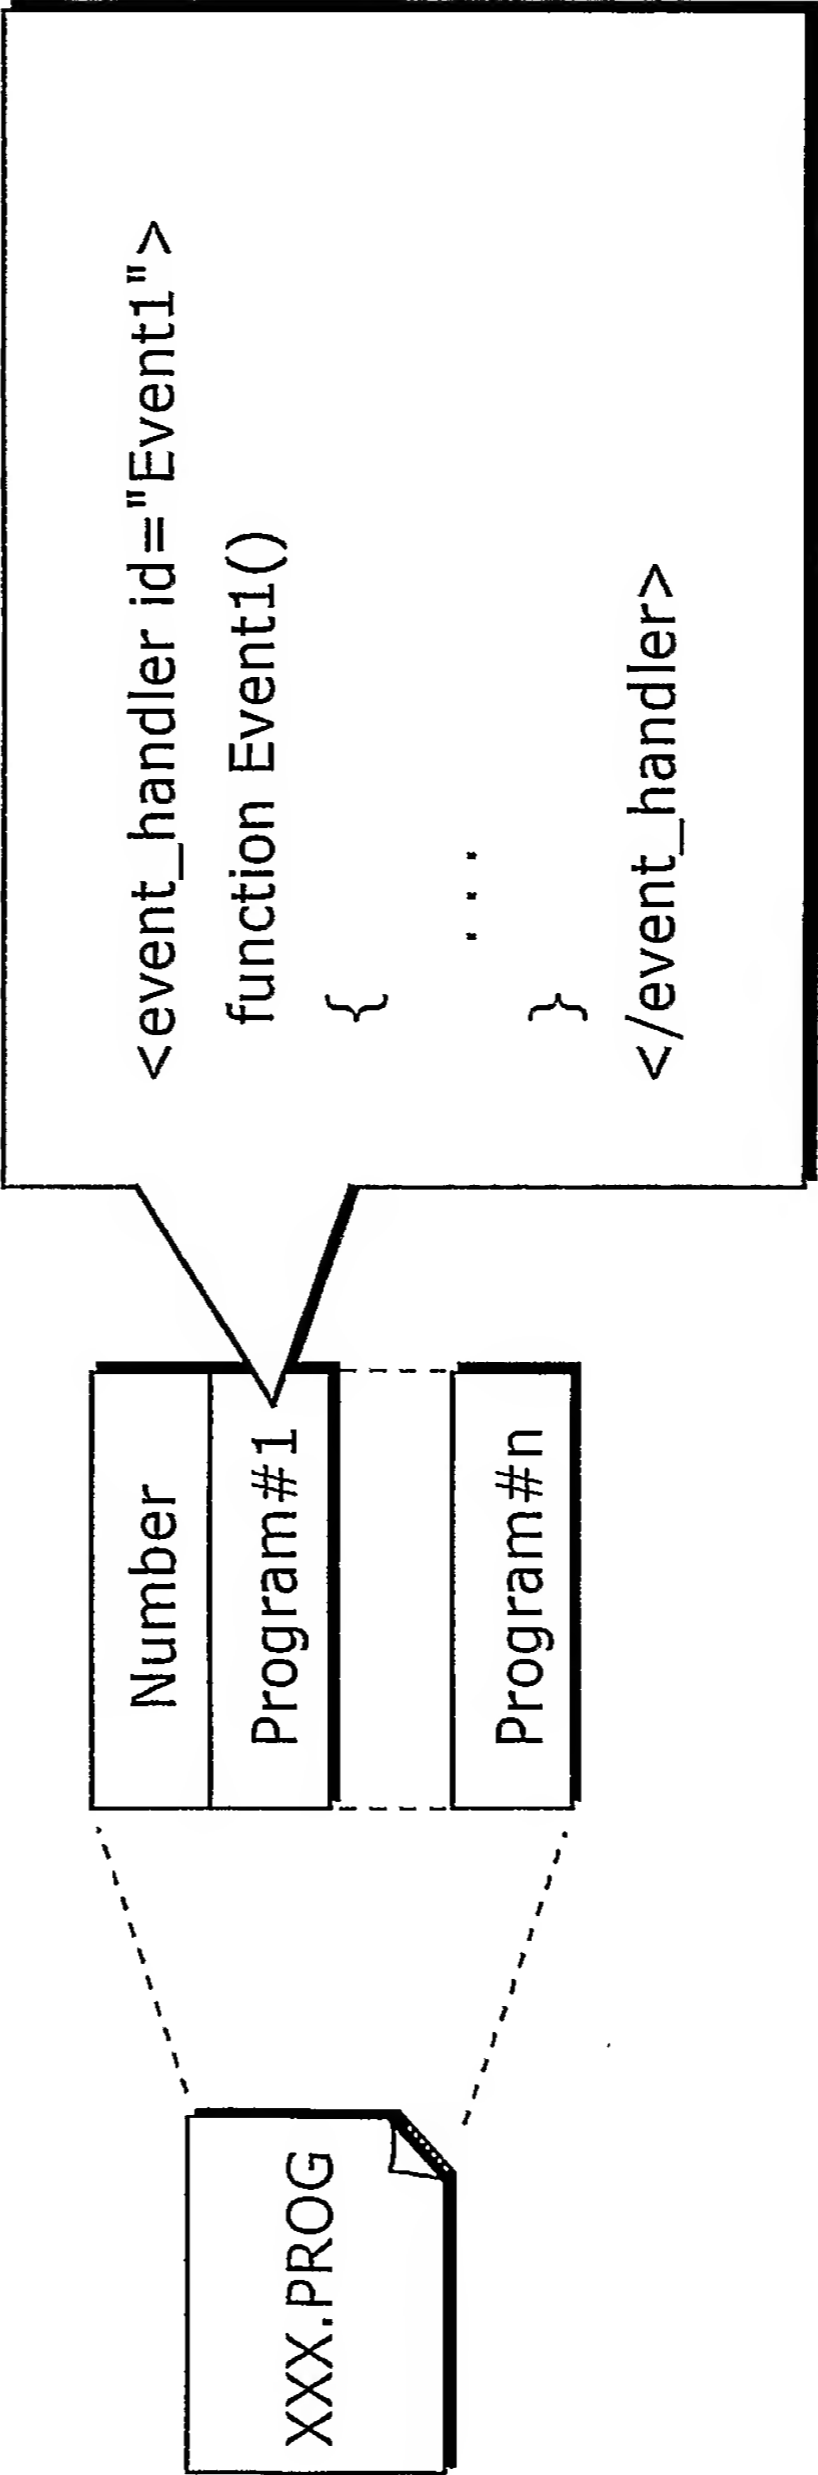 XXX.PROG
Number
Program#1
Program#n
<event_handler id="Event1">
function Event1()
{
...
}
</event_handler>